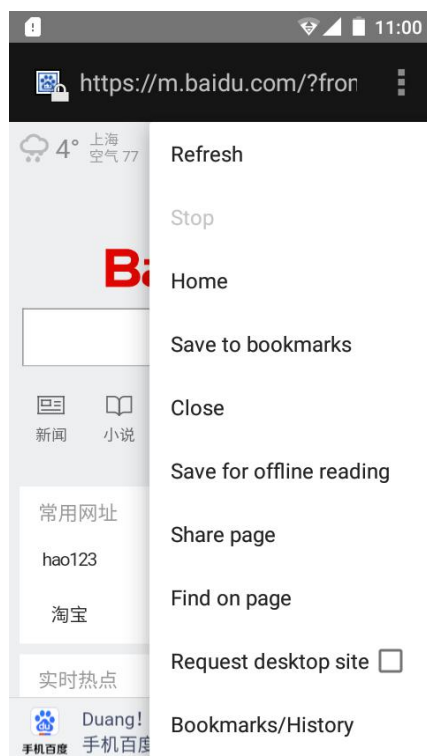 11:00
https://m.baidu.com/?fron
4° 上海
空气 77
Refresh
Stop
Ba
Home
Save to bookmarks
新闻 小说
Close
Save for offline reading
常用网址
Share page
hao123
Find on page
淘宝
Request desktop site
实时热点
Duang!
Bookmarks/History
手机百度 手机百度